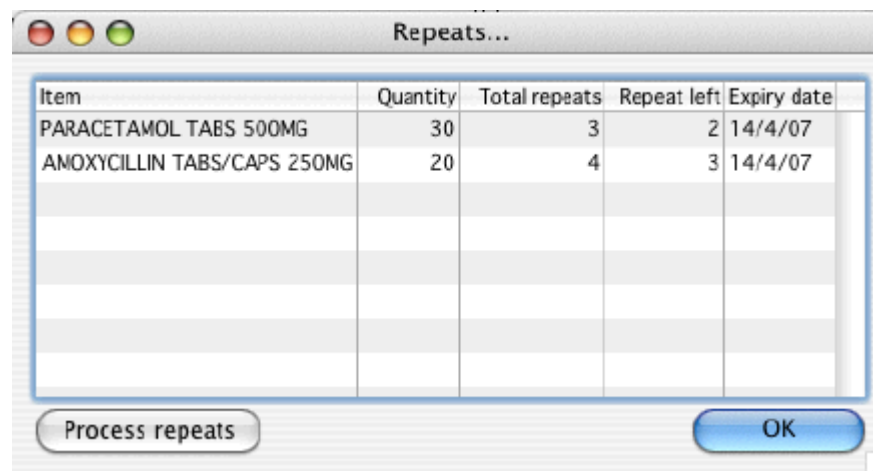 Repeats...
Item Quantity Total repeats Repeat left Expiry date
PARACETAMOL TABS 500MG 30 3 2 14/4/07
AMOXYCILLIN TABS/CAPS 250MG 20 4 3 14/4/07
Process repeats OK